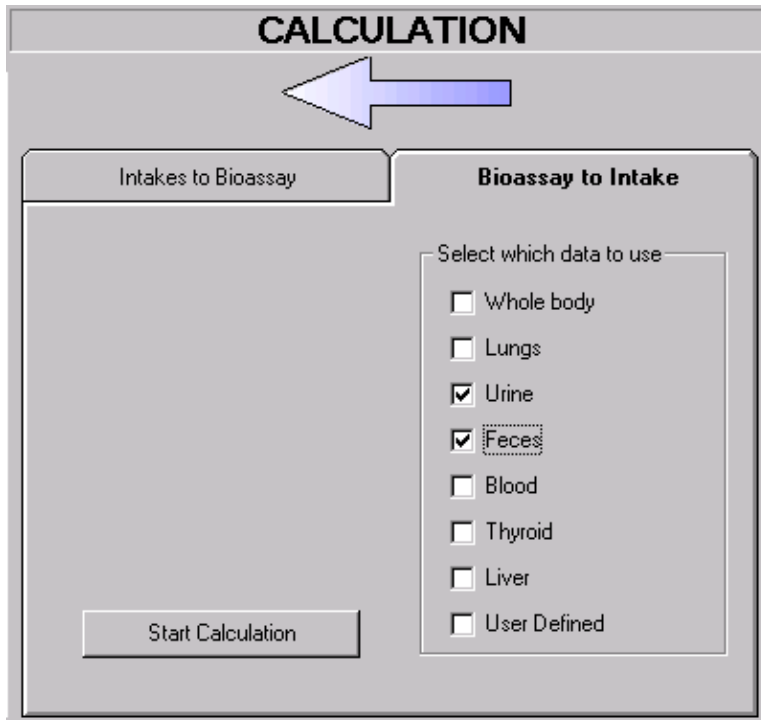 CALCULATION
Intakes to Bioassay
Bioassay to Intake
Select which data to use
Whole body
Lungs
Urine
Feces
Blood
Thyroid
Liver
User Defined
Start Calculation